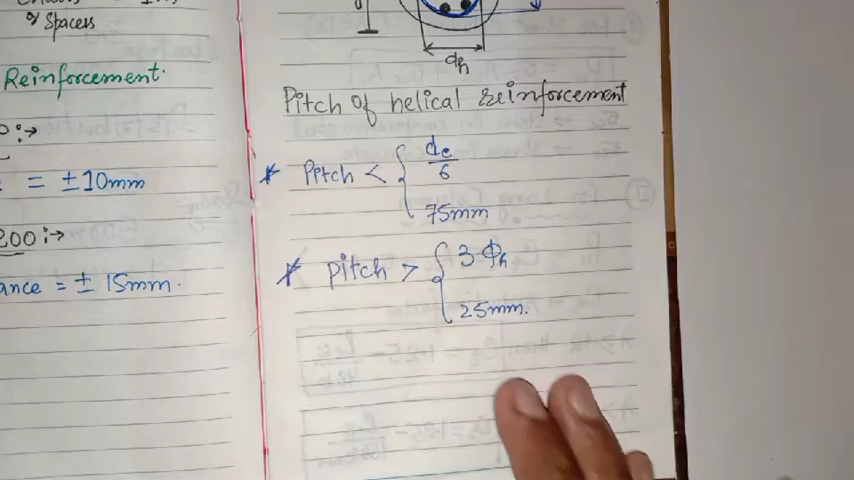 & Spacers
Reinforcement.
= ±10mm
200 :→
ance = ± 15mm.
dh
Pitch of helical reinforcement
* Pitch < { dc/6
75mm
* Pitch > { 3 Φh
25mm.